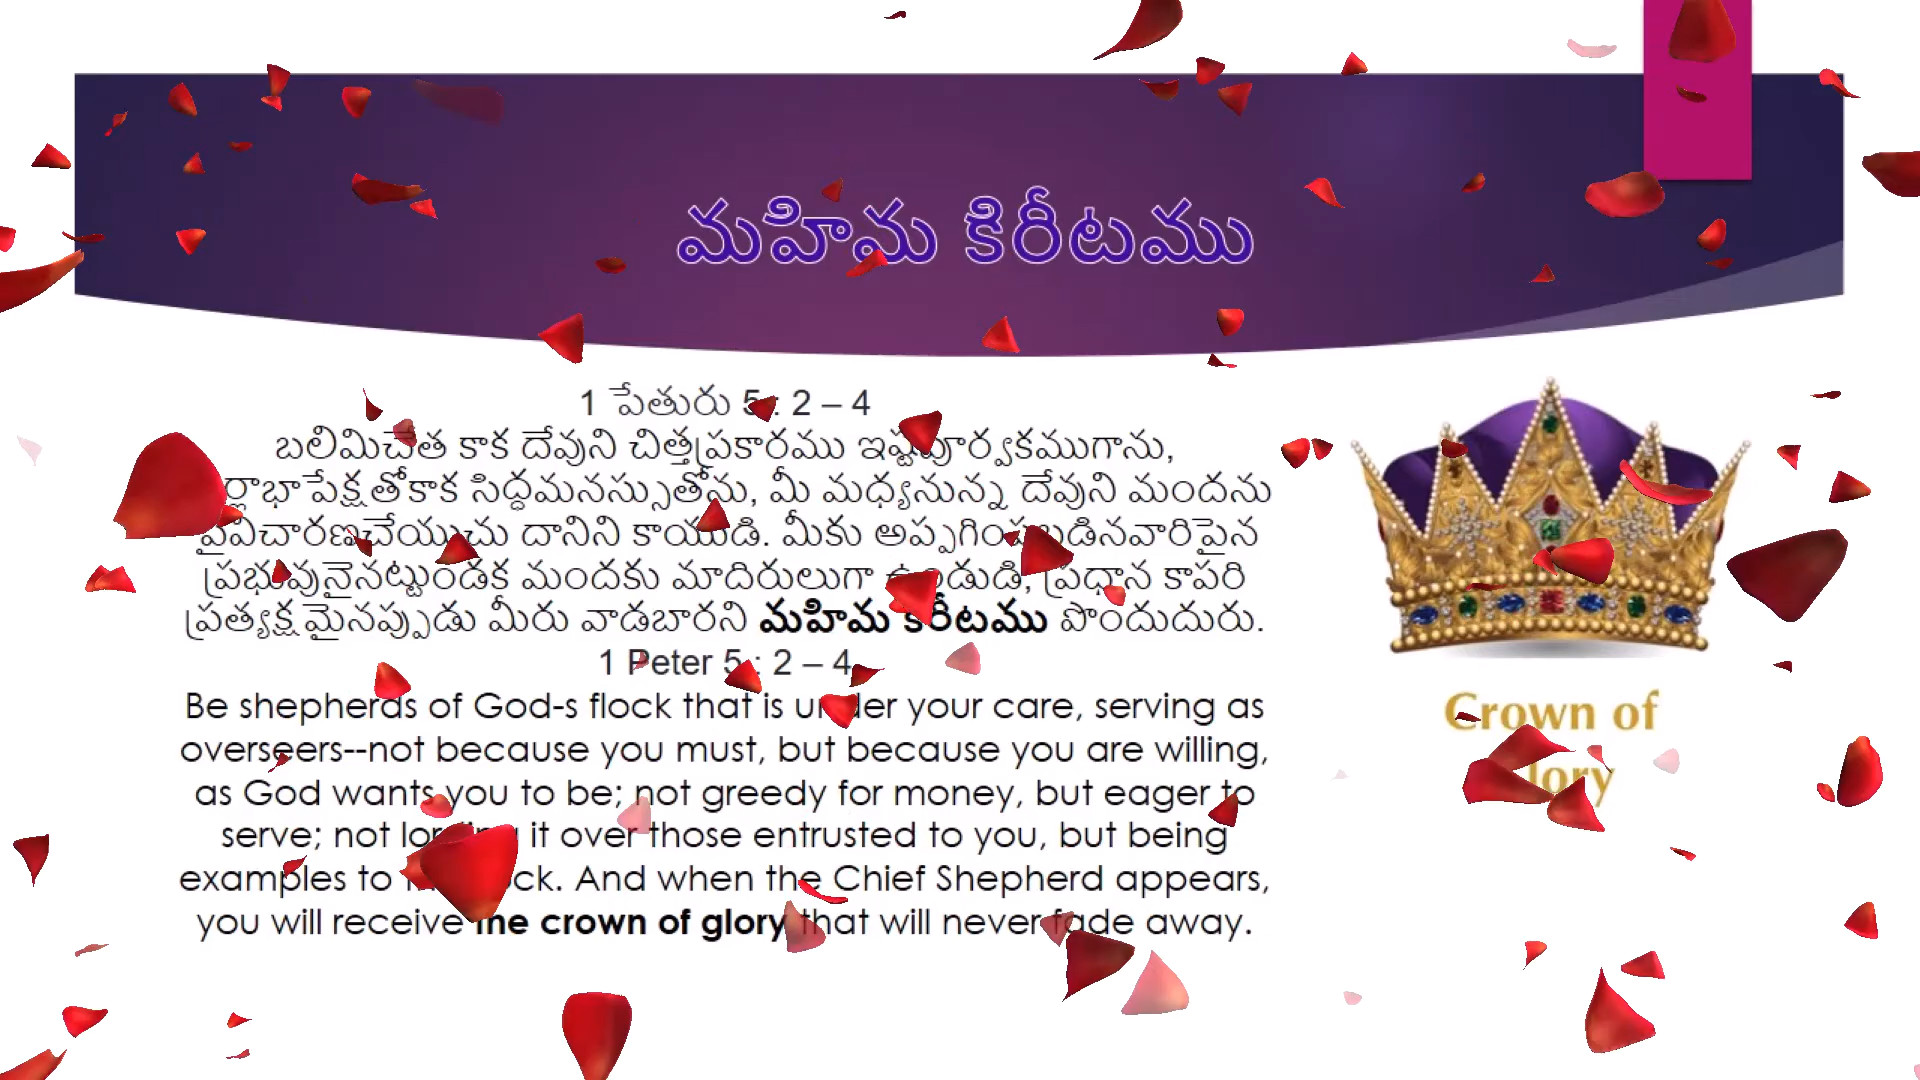 మహిమ కిరీటము
1 పేతురు 5 : 2 – 4
బలిమిచేత కాక దేవుని చిత్తప్రకారము ఇష్టపూర్వకముగాను,
దుర్లాభాపేక్షతోకాక సిద్ధమనస్సుతోను, మీ మధ్యనున్న దేవుని మందను
పైవిచారణచేయుచు దానిని కాయుడి. మీకు అప్పగింపబడినవారిపైన
ప్రభువునైనట్టుండక మందకు మాదిరులుగా ఉండుడి, ప్రధాన కాపరి
ప్రత్యక్షమైనప్పుడు మీరు వాడబారని మహిమ కిరీటము పొందుదురు.
1 Peter 5 : 2 – 4
Be shepherds of God-s flock that is under your care, serving as
overseers--not because you must, but because you are willing,
as God wants you to be; not greedy for money, but eager to
serve; not lording it over those entrusted to you, but being
examples to the flock. And when the Chief Shepherd appears,
you will receive the crown of glory that will never fade away.
Crown of
Glory